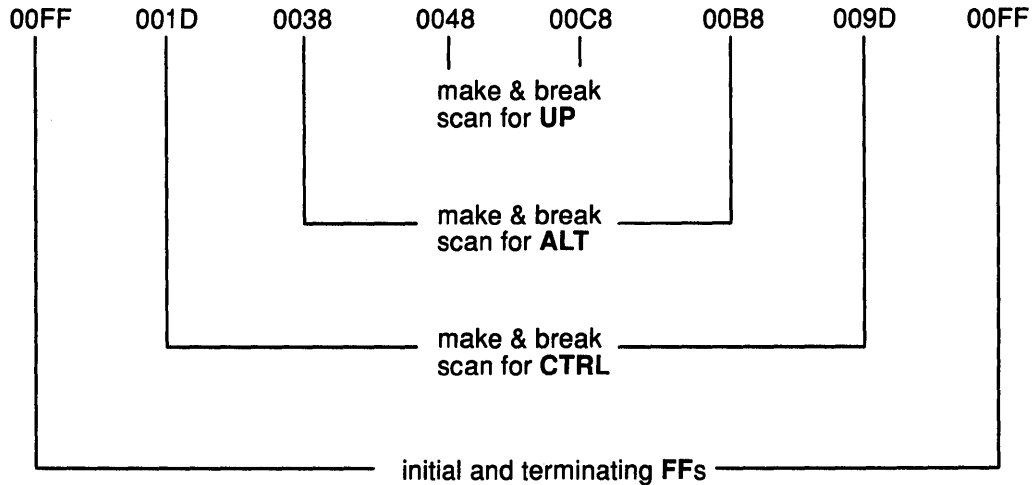 00FF 001D 0038 0048 00C8 00B8 009D 00FF
make & break
scan for UP
make & break
scan for ALT
make & break
scan for CTRL
initial and terminating FFs